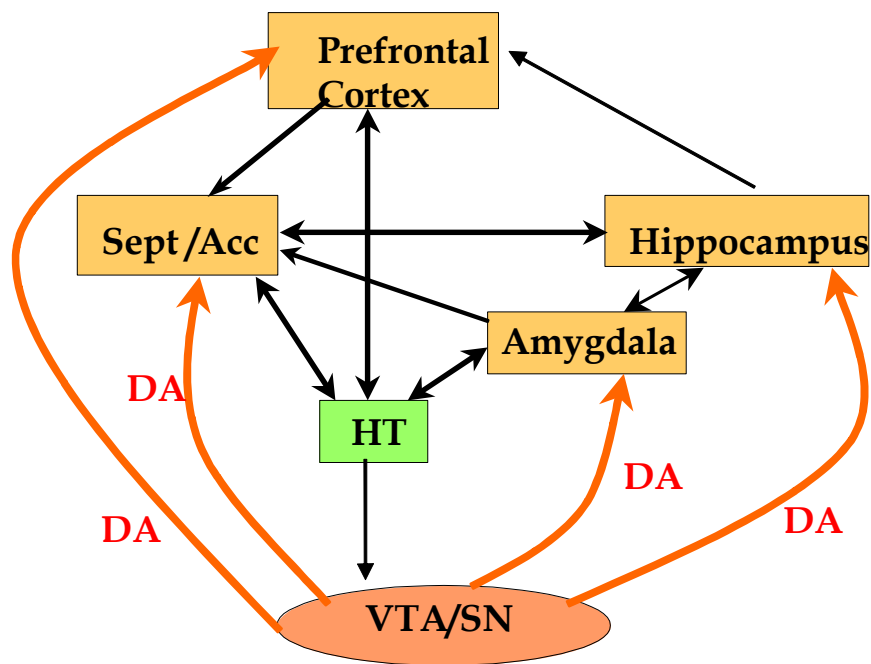 Prefrontal
Cortex
Sept/Acc
Hippocampus
Amygdala
DA
HT
DA
DA
DA
VTA/SN